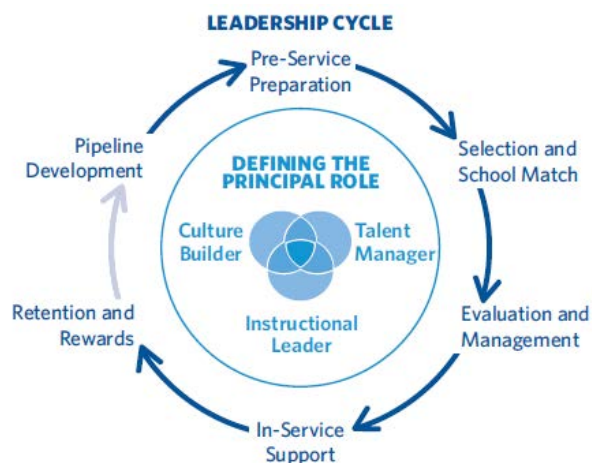 LEADERSHIP CYCLE
Pre-Service
Preparation
Selection and
School Match
Evaluation and
Management
In-Service
Support
Retention and
Rewards
Pipeline
Development
DEFINING THE
PRINCIPAL ROLE
Culture
Builder
Talent
Manager
Instructional
Leader